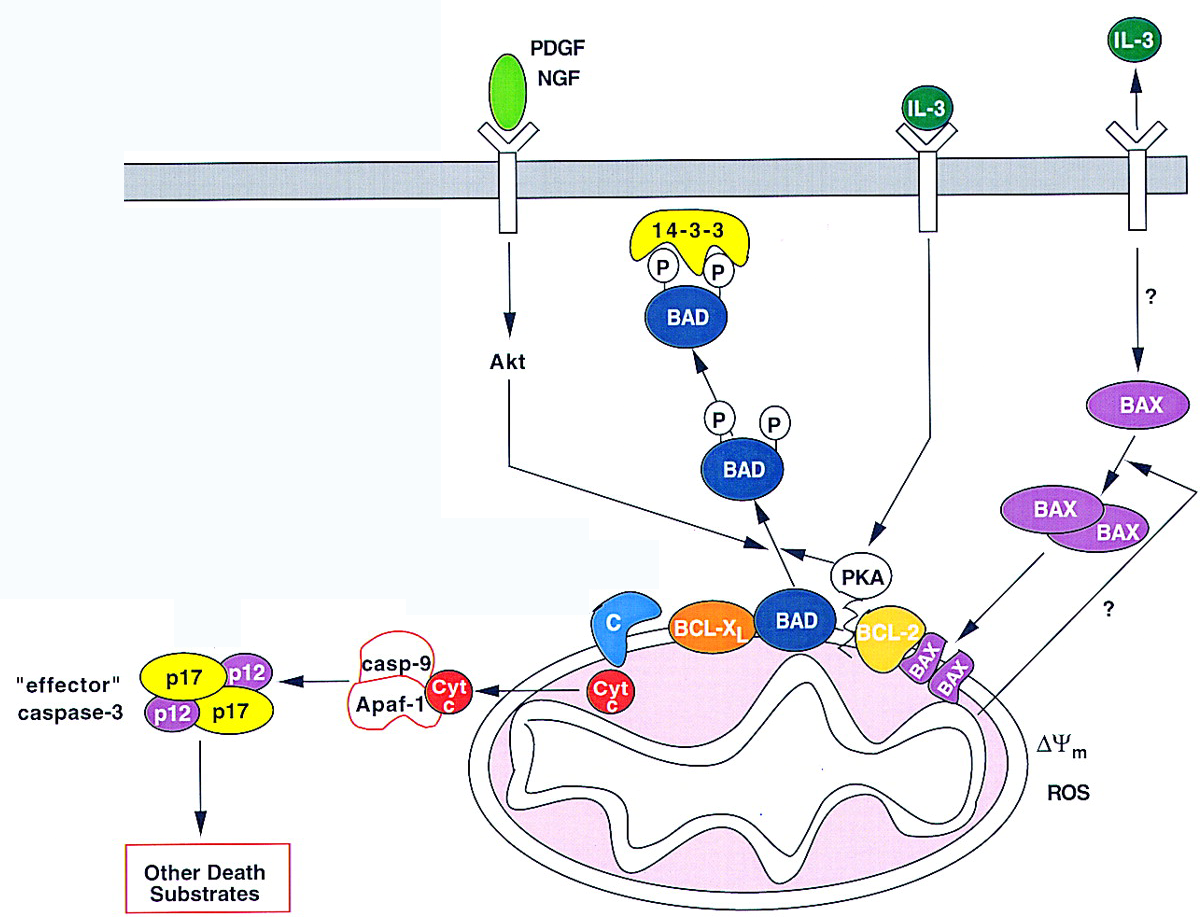 PDGF
NGF
IL-3
IL-3
14-3-3
P
P
BAD
Akt
?
BAX
P
P
BAD
BAX
BAX
PKA
?
C
BCL-XL
BAD
BCL-2
BAX
BAX
casp-9
Apaf-1
Cyt
c
Cyt
c
p17
p12
p12
p17
"effector"
caspase-3
ΔΨm
ROS
Other Death
Substrates